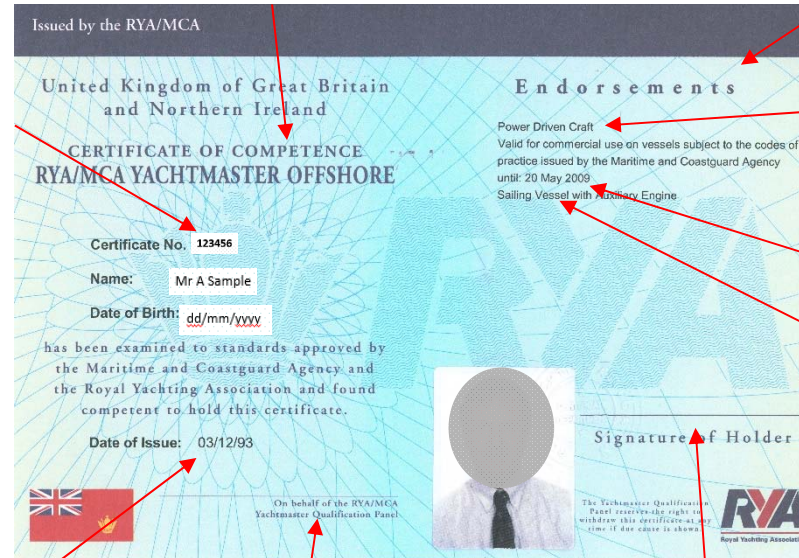 Issued by the RYA/MCA
United Kingdom of Great Britain
and Northern Ireland
CERTIFICATE OF COMPETENCE
RYA/MCA YACHTMASTER OFFSHORE
Certificate No. 123456
Name: Mr A Sample
Date of Birth: dd/mm/yyyy
has been examined to standards approved by
the Maritime and Coastguard Agency and
the Royal Yachting Association and found
competent to hold this certificate.
Date of Issue: 03/12/93
On behalf of the RYA/MCA
Yachtmaster Qualification Panel
Endorsements
Power Driven Craft
Valid for commercial use on vessels subject to the codes of
practice issued by the Maritime and Coastguard Agency
until: 20 May 2009
Sailing Vessel with Auxiliary Engine
RYA
Signature of Holder
The Yachtmaster Qualification
Panel reserves the right to
withdraw this certificate at any
time if due cause is shown
RYA
Royal Yachting Associati